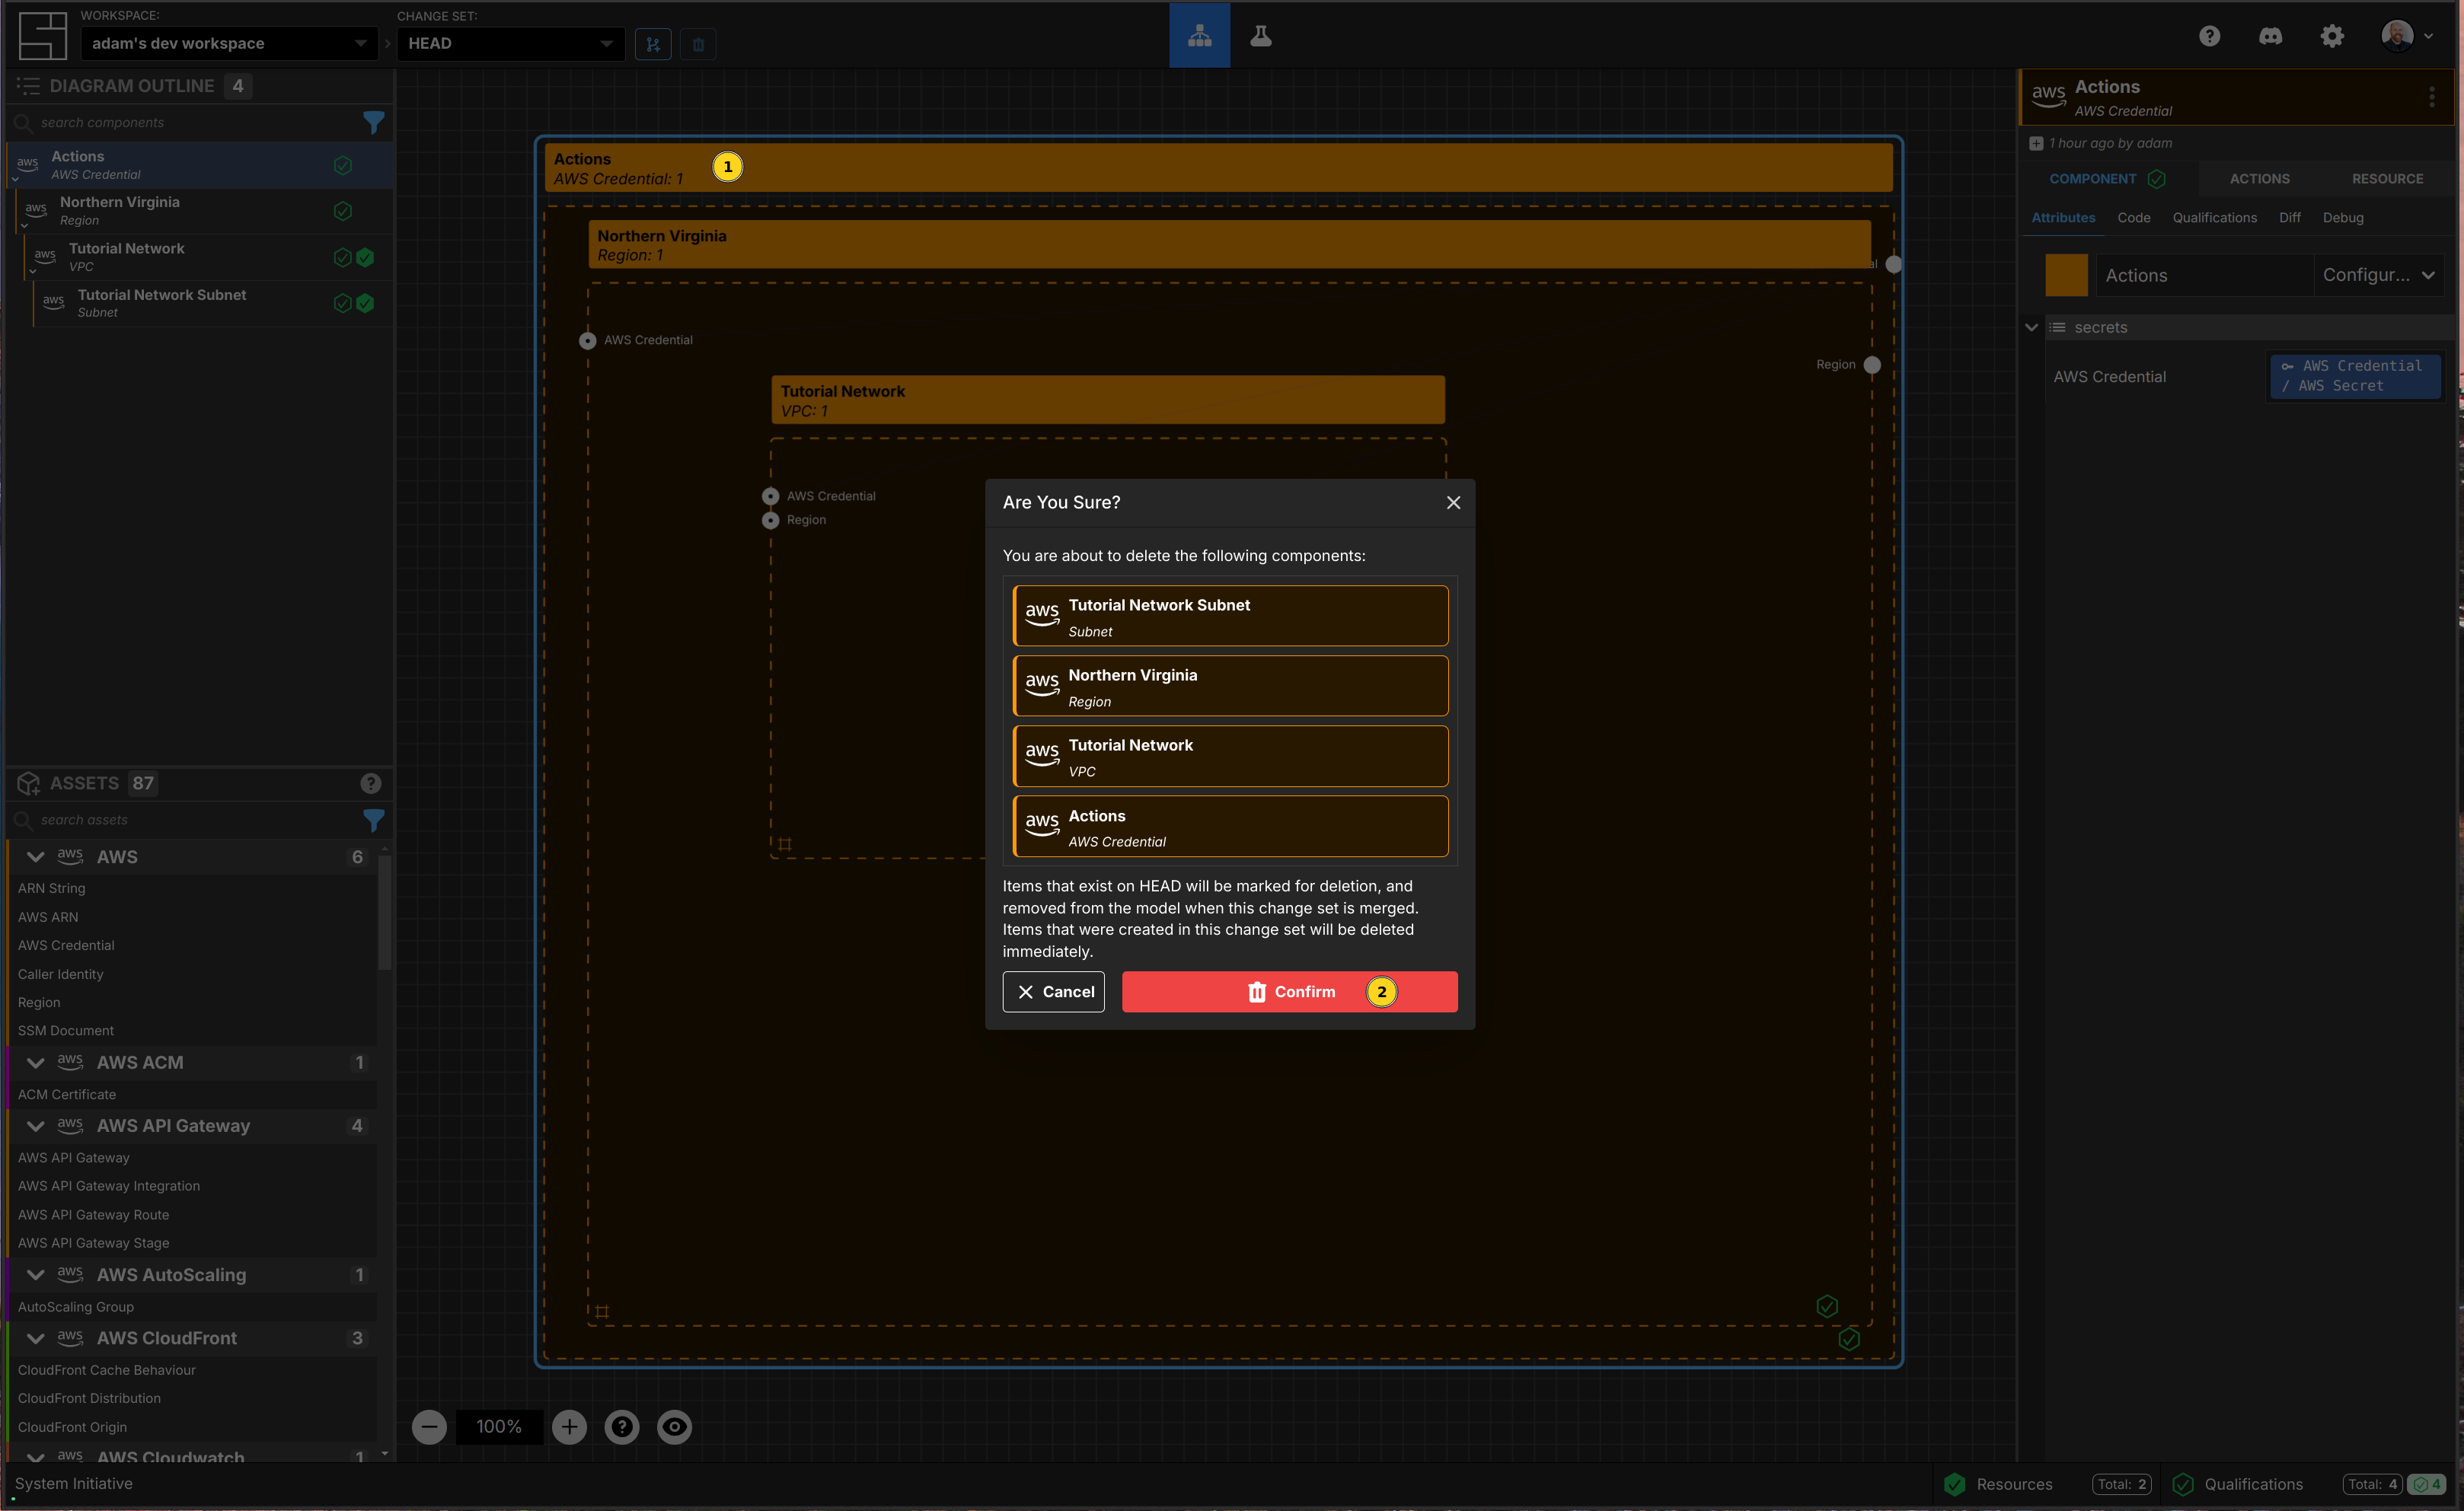 WORKSPACE:
adam's dev workspace
CHANGE SET:
HEAD
DIAGRAM OUTLINE 4
search components
aws Actions
AWS Credential
aws Northern Virginia
Region
aws Tutorial Network
VPC
aws Tutorial Network Subnet
Subnet
ASSETS 87
search assets
aws AWS 6
ARN String
AWS ARN
AWS Credential
Caller Identity
Region
SSM Document
aws AWS ACM 1
ACM Certificate
aws AWS API Gateway 4
AWS API Gateway
AWS API Gateway Integration
AWS API Gateway Route
AWS API Gateway Stage
aws AWS AutoScaling 1
AutoScaling Group
aws AWS CloudFront 3
CloudFront Cache Behaviour
CloudFront Distribution
CloudFront Origin
aws AWS Cloudwatch 1
Actions
AWS Credential: 1
1
Northern Virginia
Region: 1
al
AWS Credential
Region
Tutorial Network
VPC: 1
AWS Credential
Region
Are You Sure?
You are about to delete the following components:
aws Tutorial Network Subnet
Subnet
aws Northern Virginia
Region
aws Tutorial Network
VPC
aws Actions
AWS Credential
Items that exist on HEAD will be marked for deletion, and
removed from the model when this change set is merged.
Items that were created in this change set will be deleted
immediately.
Cancel
Confirm 2
100%
aws Actions
AWS Credential
1 hour ago by adam
COMPONENT ACTIONS RESOURCE
Attributes Code Qualifications Diff Debug
Actions Configur...
secrets
AWS Credential
AWS Credential
/ AWS Secret
System Initiative
Resources Total: 2 Qualifications Total: 4 4